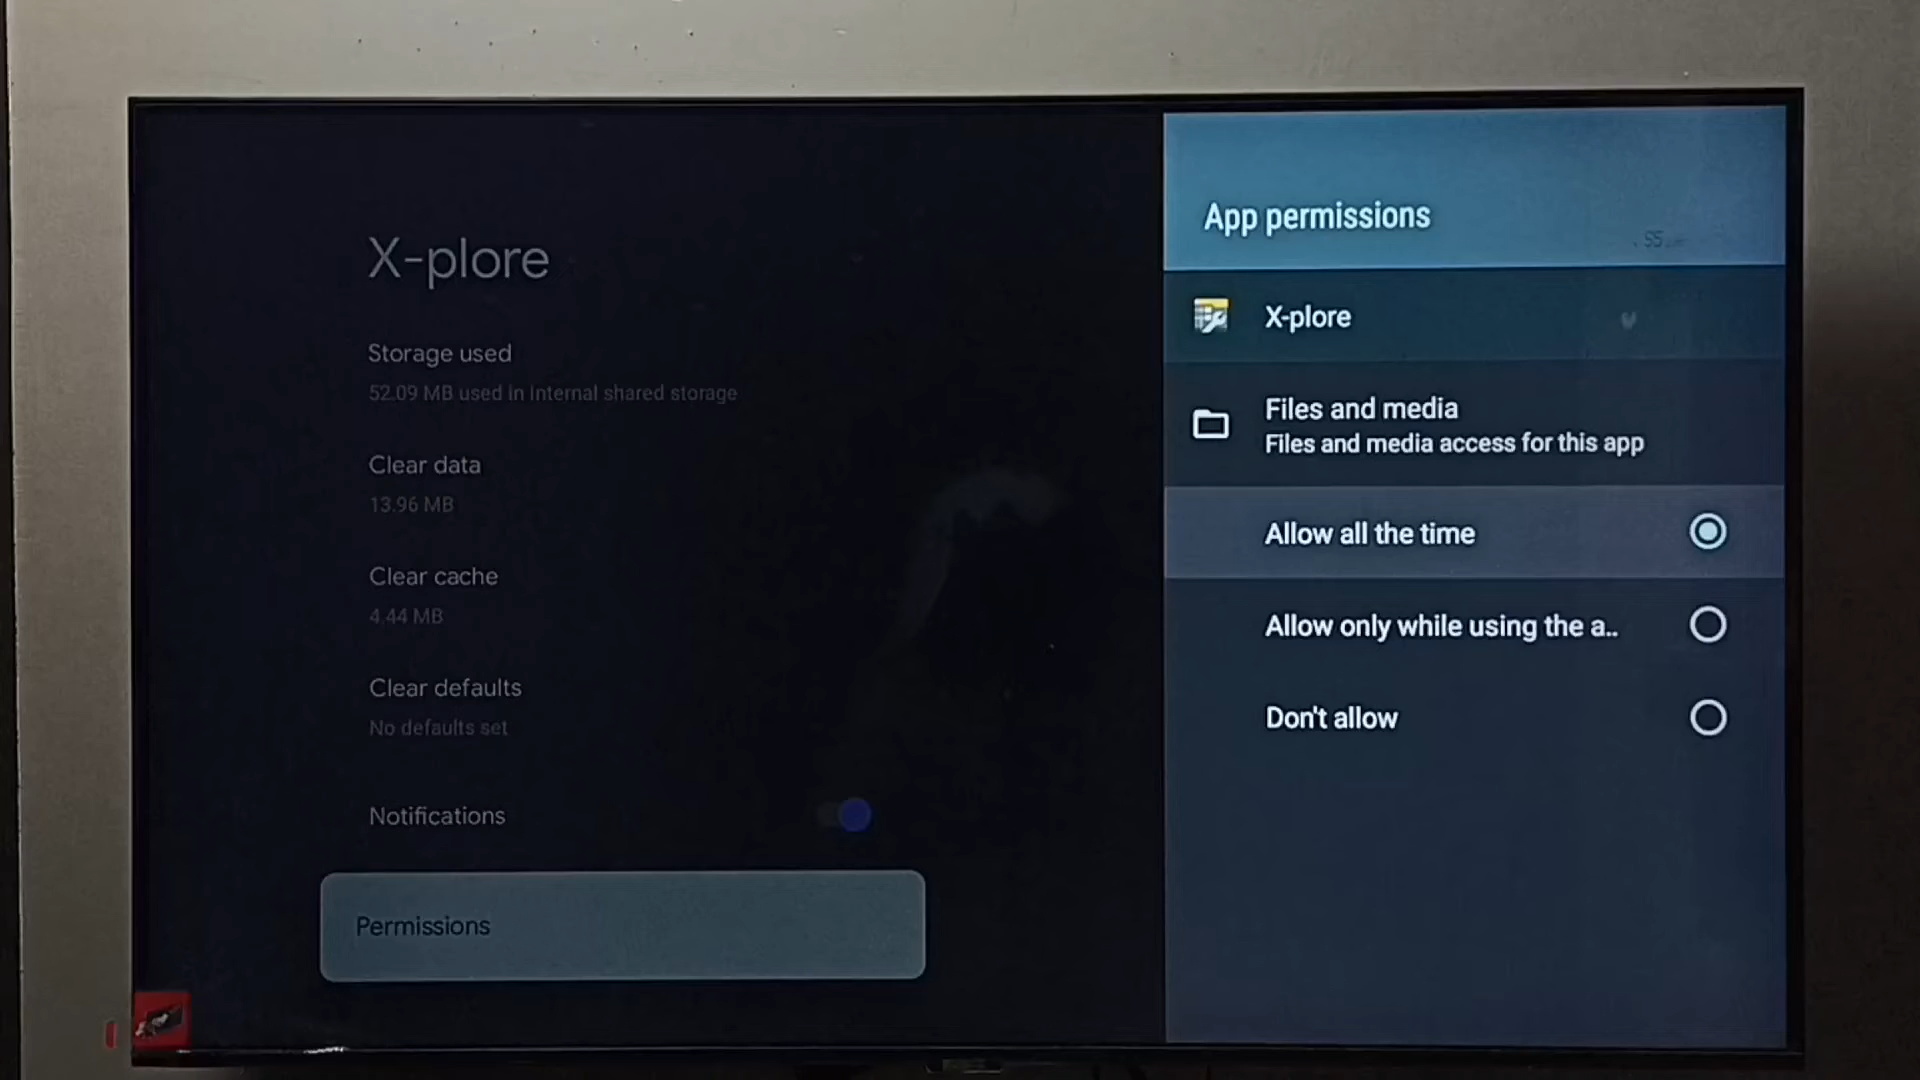 X-plore
Storage used
52.09 MB used in Internal shared storage
Clear data
13.96 MB
Clear cache
4.44 MB
Clear defaults
No defaults set
Notifications
Permissions
App permissions
X-plore
Files and media
Files and media access for this app
Allow all the time
Allow only while using the a..
Don't allow